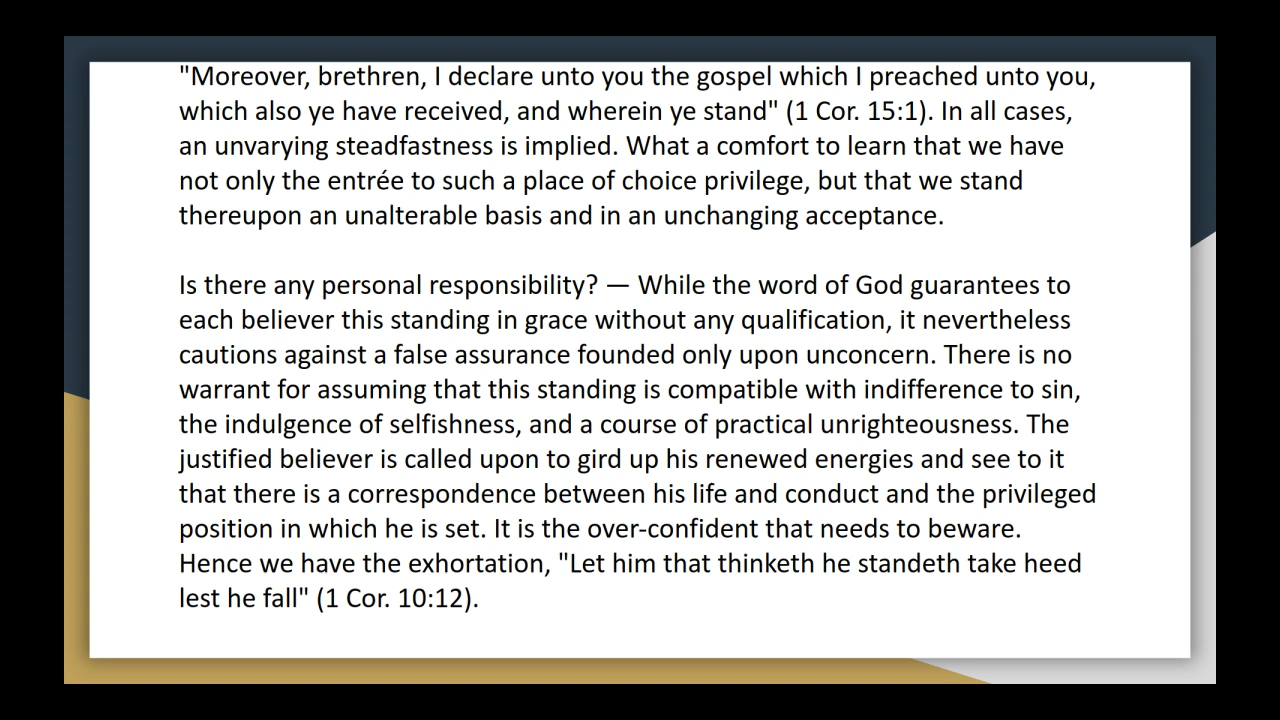 "Moreover, brethren, I declare unto you the gospel which I preached unto you,
which also ye have received, and wherein ye stand" (1 Cor. 15:1). In all cases,
an unvarying steadfastness is implied. What a comfort to learn that we have
not only the entrée to such a place of choice privilege, but that we stand
thereupon an unalterable basis and in an unchanging acceptance.
Is there any personal responsibility? — While the word of God guarantees to
each believer this standing in grace without any qualification, it nevertheless
cautions against a false assurance founded only upon unconcern. There is no
warrant for assuming that this standing is compatible with indifference to sin,
the indulgence of selfishness, and a course of practical unrighteousness. The
justified believer is called upon to gird up his renewed energies and see to it
that there is a correspondence between his life and conduct and the privileged
position in which he is set. It is the over-confident that needs to beware.
Hence we have the exhortation, "Let him that thinketh he standeth take heed
lest he fall" (1 Cor. 10:12).